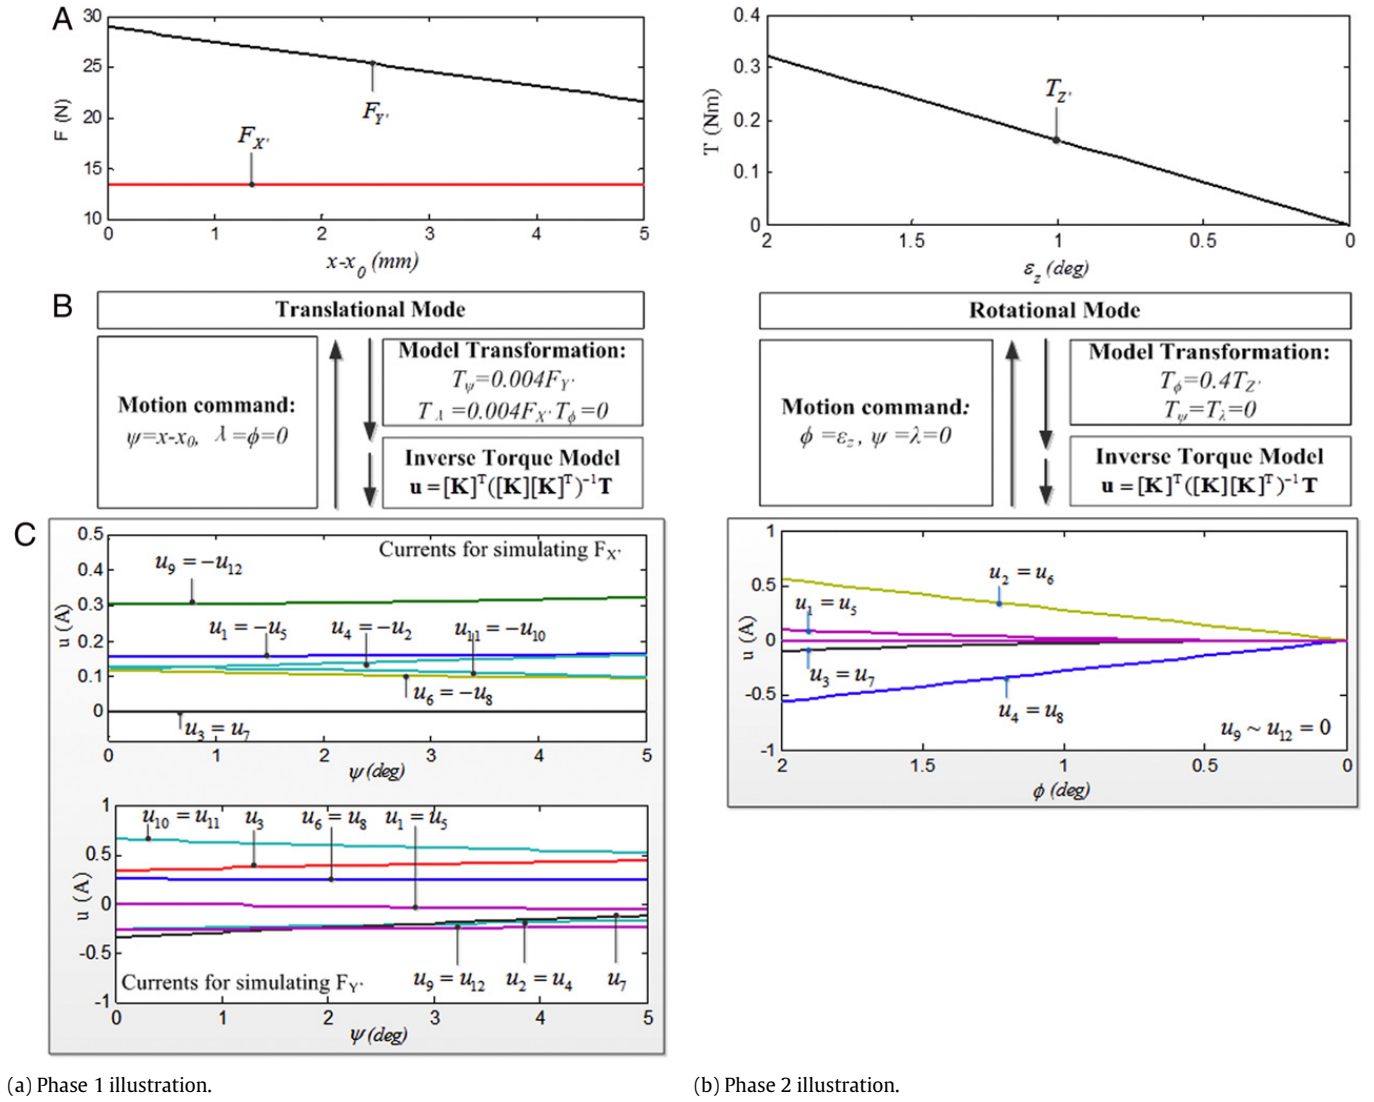 A
30
25
20
15
10
F (N)
F_X'
F_Y'
0 1 2 3 4 5
x-x_0 (mm)
0.4
0.3
0.2
0.1
0
T (Nm)
T_Z'
2 1.5 1 0.5 0
ε_z (deg)
B
Translational Mode
Motion command:
ψ=x-x_0, λ=ϕ=0
Model Transformation:
T_ψ=0.004F_Y'
T_λ=0.004F_X' T_ϕ=0
Inverse Torque Model
u=[K]^T([K][K]^T)^-1T
Rotational Mode
Motion command:
ϕ=ε_z, ψ=λ=0
Model Transformation:
T_ϕ=0.4T_Z'
T_ψ=T_λ=0
Inverse Torque Model
u=[K]^T([K][K]^T)^-1T
C
0.5
0.4
0.3
0.2
0.1
0
u (A)
Currents for simulating F_X'
u_9 = −u_12
u_1 = −u_5 u_4 = −u_2 u_11 = −u_10
u_6 = −u_8
u_3 = u_7
0 1 2 3 4 5
ψ (deg)
1
0.5
0
-0.5
-1
u (A)
u_10 = u_11 u_3 u_6 = u_8 u_1 = u_5
u_9 = u_12 u_2 = u_4 u_7
Currents for simulating F_Y'
0 1 2 3 4 5
ψ (deg)
1
0.5
0
-0.5
-1
u (A)
u_2 = u_6
u_1 = u_5
u_3 = u_7
u_4 = u_8
u_9 ~ u_12 = 0
2 1.5 1 0.5 0
ϕ (deg)
(a) Phase 1 illustration.
(b) Phase 2 illustration.